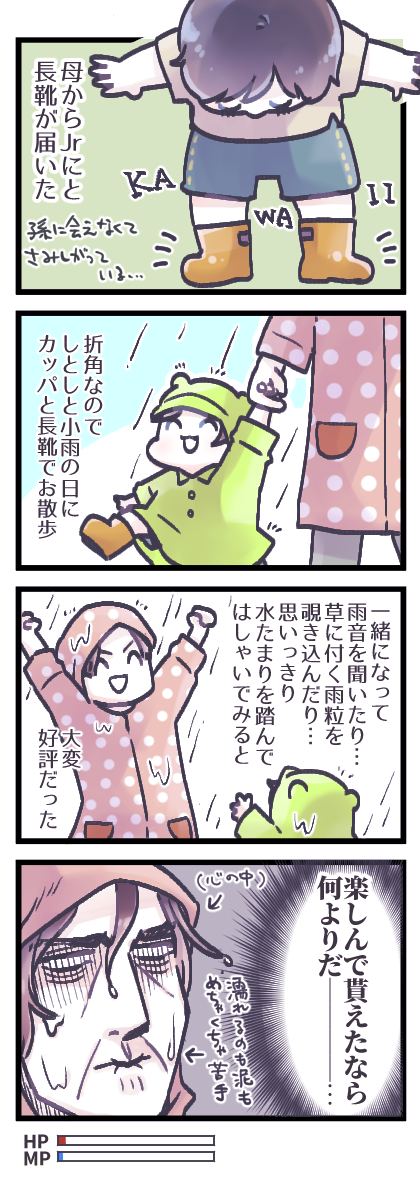 母からJrにと
長靴が届いた
KA
WA
II
孫に会えなくて
さみしがって
いる…
折角なので
しとしと小雨の日に
カッパと長靴でお散歩
一緒になって
雨音を聞いたり…
草に付く雨粒を
覗き込んだり…
思いっきり
水たまりを踏んで
はしゃいでみると
大変
好評だった
w
w
w
w
楽しんで貰えたなら
何よりだ――……
(心の中)
濡れるのも泥も
めちゃくちゃ苦手
HP
MP